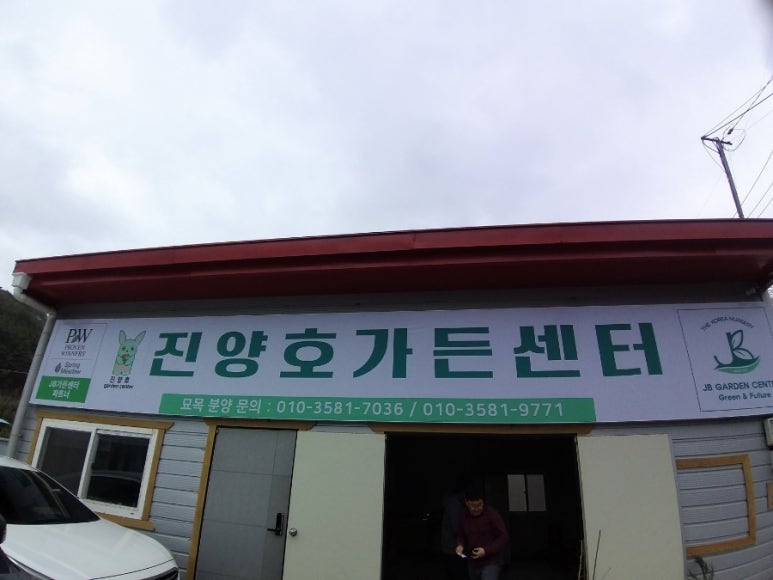 PW
PROVEN
WINNERS
Spring
Meadow
JB가든센터
파트너
진양호
garden center
진양호가든센터
묘목 분양 문의 : 010-3581-7036 / 010-3581-9771
THE KOREA NURSERY
JB GARDEN CENT
Green & Future